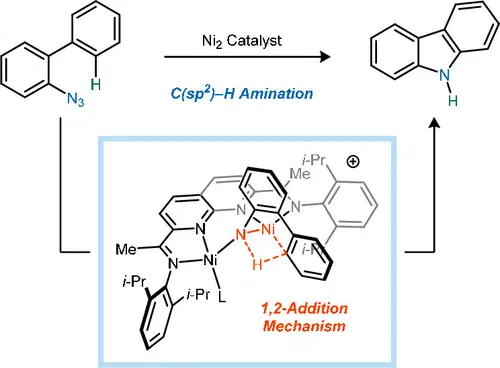 H
N₃
Ni₂ Catalyst
C(sp²)–H Amination
N
H
i-Pr
⊕
Me
N
N
Ni
i-Pr
Me
N
N
H
N
Ni
i-Pr
i-Pr
L
1,2-Addition
Mechanism